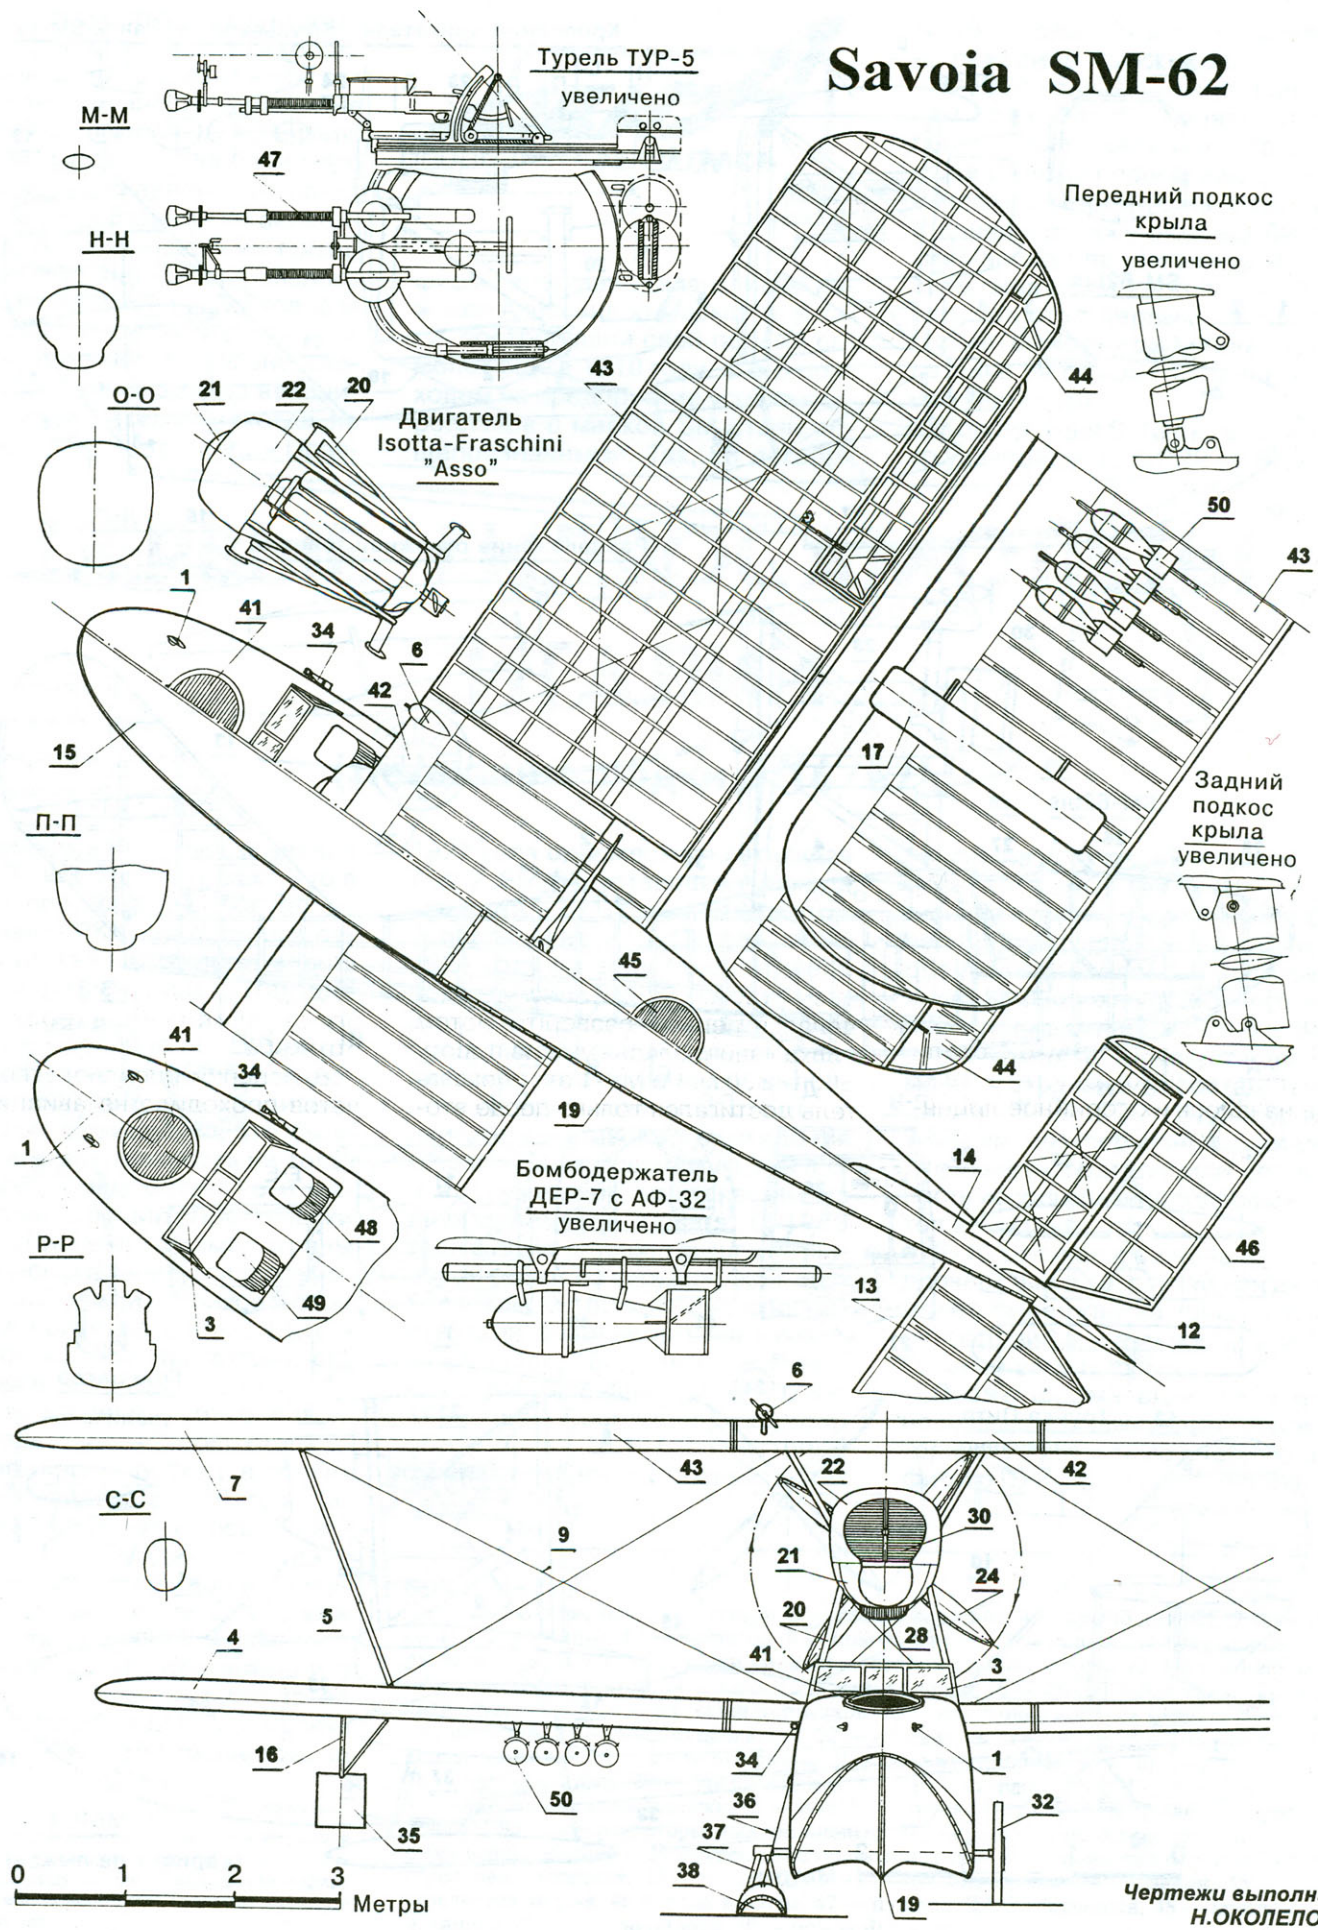 Savoia SM-62
Турель ТУР-5
увеличено
М-М
47
Н-Н
Передний подкос
крыла
увеличено
43
44
О-О
21
22
20
Двигатель
Isotta-Fraschini
"Asso"
50
43
1
41
34
6
42
15
17
П-П
Задний
подкос
крыла
увеличено
45
41
34
44
1
19
14
Бомбодержатель
ДЕР-7 с АФ-32
увеличено
48
Р-Р
46
3
49
13
12
6
7
43
22
42
С-С
30
9
21
24
5
20
28
4
41
3
16
34
1
50
36
32
35
37
38
19
0 1 2 3
Метры
Чертежи выполн
Н.ОКОЛЕЛО